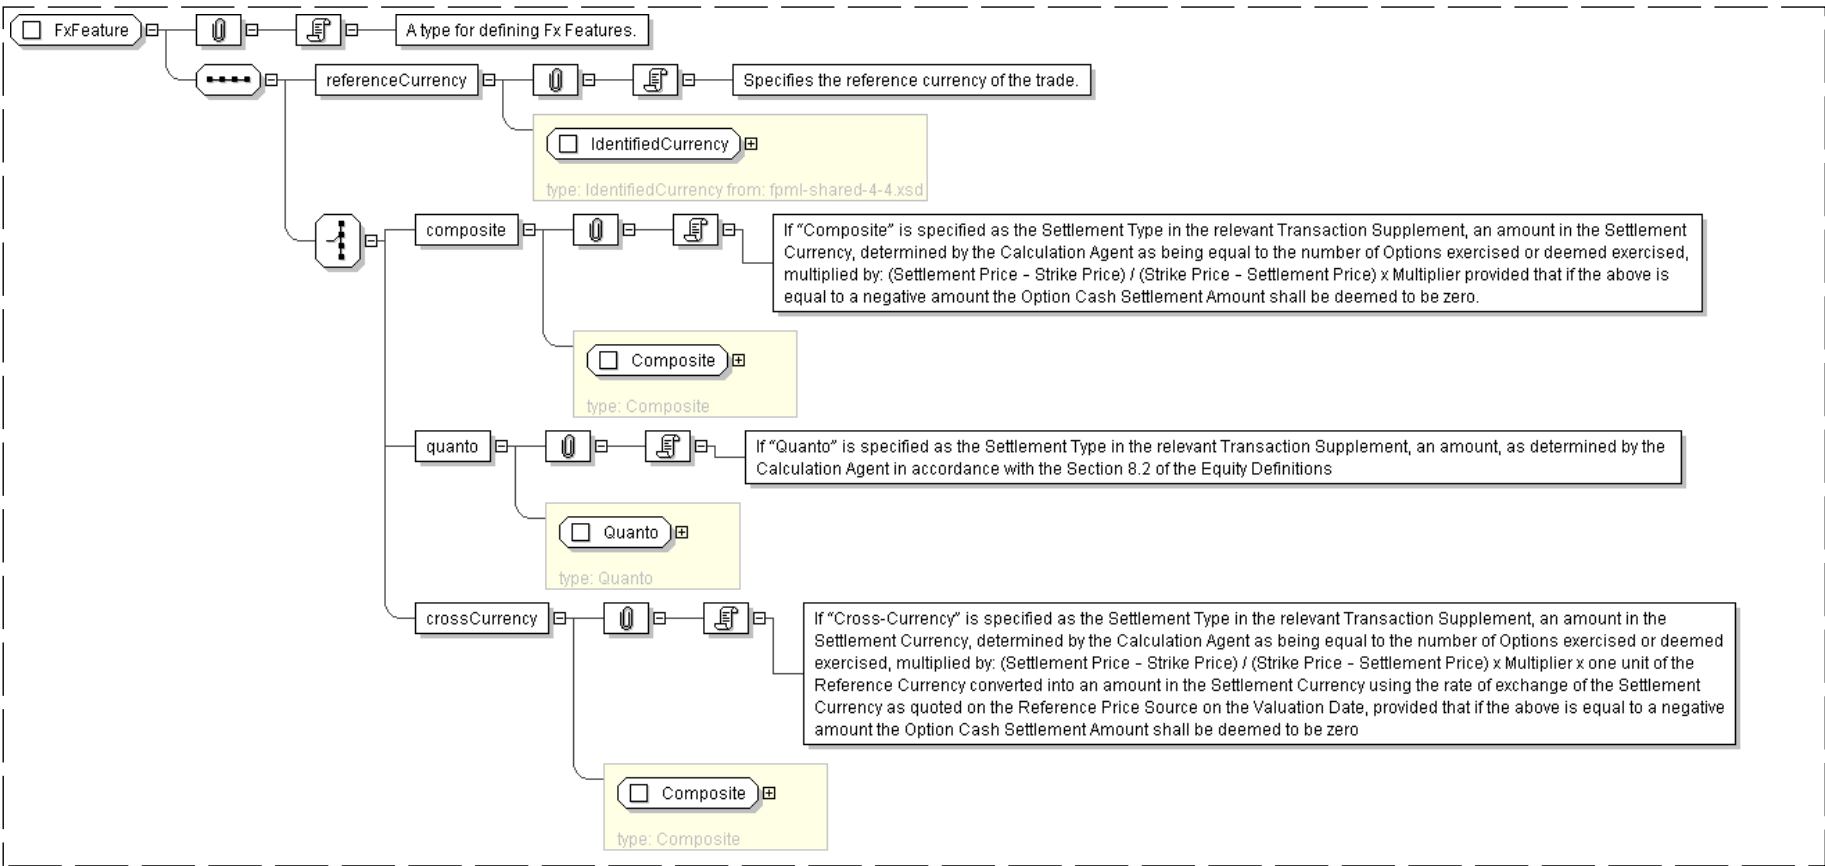 FxFeature
A type for defining Fx Features.
referenceCurrency
Specifies the reference currency of the trade.
IdentifiedCurrency
type: IdentifiedCurrency from: fpml-shared-4-4.xsd
composite
If “Composite” is specified as the Settlement Type in the relevant Transaction Supplement, an amount in the Settlement
Currency, determined by the Calculation Agent as being equal to the number of Options exercised or deemed exercised,
multiplied by: (Settlement Price – Strike Price) / (Strike Price – Settlement Price) x Multiplier provided that if the above is
equal to a negative amount the Option Cash Settlement Amount shall be deemed to be zero.
Composite
type: Composite
quanto
If “Quanto” is specified as the Settlement Type in the relevant Transaction Supplement, an amount, as determined by the
Calculation Agent in accordance with the Section 8.2 of the Equity Definitions
Quanto
type: Quanto
crossCurrency
If “Cross-Currency” is specified as the Settlement Type in the relevant Transaction Supplement, an amount in the
Settlement Currency, determined by the Calculation Agent as being equal to the number of Options exercised or deemed
exercised, multiplied by: (Settlement Price – Strike Price) / (Strike Price – Settlement Price) x Multiplier x one unit of the
Reference Currency converted into an amount in the Settlement Currency using the rate of exchange of the Settlement
Currency as quoted on the Reference Price Source on the Valuation Date, provided that if the above is equal to a negative
amount the Option Cash Settlement Amount shall be deemed to be zero
Composite
type: Composite